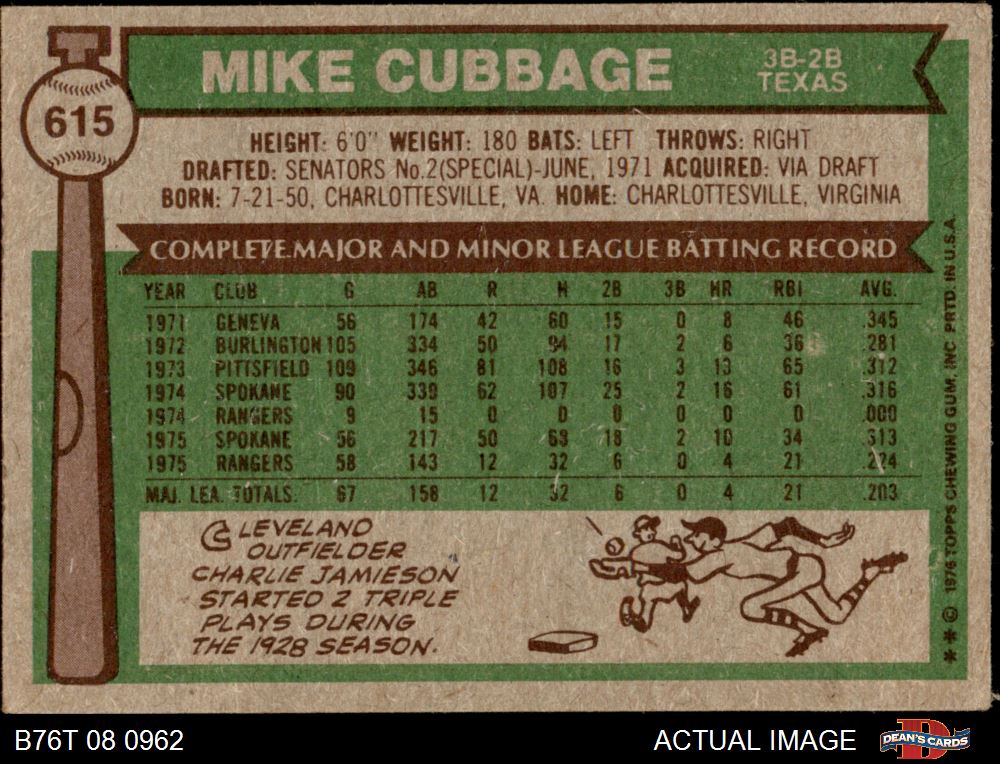 615
MIKE CUBBAGE
3B-2B
TEXAS
HEIGHT: 6'0" WEIGHT: 180 BATS: LEFT THROWS: RIGHT
DRAFTED: SENATORS No.2(SPECIAL)-JUNE, 1971 ACQUIRED: VIA DRAFT
BORN: 7-21-50, CHARLOTTESVILLE, VA. HOME: CHARLOTTESVILLE, VIRGINIA
COMPLETE MAJOR AND MINOR LEAGUE BATTING RECORD
YEAR CLUB G AB R H 2B 3B HR RBI AVG.
1971 GENEVA 56 174 42 60 15 0 8 46 .345
1972 BURLINGTON 105 334 50 94 17 2 6 36 .281
1973 PITTSFIELD 109 346 81 108 16 3 13 65 .312
1974 SPOKANE 90 339 62 107 25 2 16 61 .316
1974 RANGERS 9 15 0 0 0 0 0 0 .000
1975 SPOKANE 56 217 50 68 18 2 10 34 .313
1975 RANGERS 58 143 12 32 6 0 4 21 .224
MAJ. LEA. TOTALS. 67 158 12 32 6 0 4 21 .203
CLEVELAND
OUTFIELDER
CHARLIE JAMIESON
STARTED 2 TRIPLE
PLAYS DURING
THE 1928 SEASON.
** © 1976 TOPPS CHEWING GUM, INC PRTD. IN U.S.A.
B76T 08 0962
ACTUAL IMAGE
D
DEAN'S CARDS